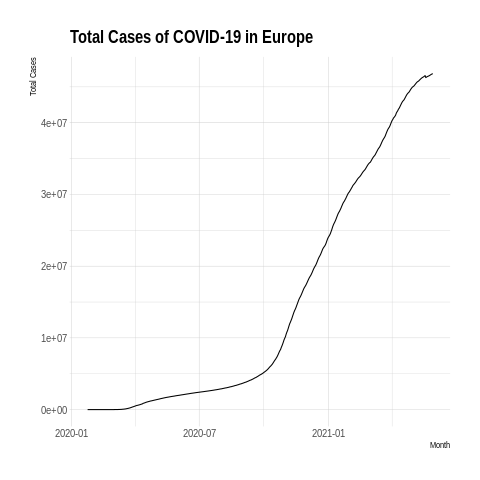 Total Cases of COVID-19 in Europe
Total Cases
4e+07
3e+07
2e+07
1e+07
0e+00
2020-01 2020-07 2021-01
Month